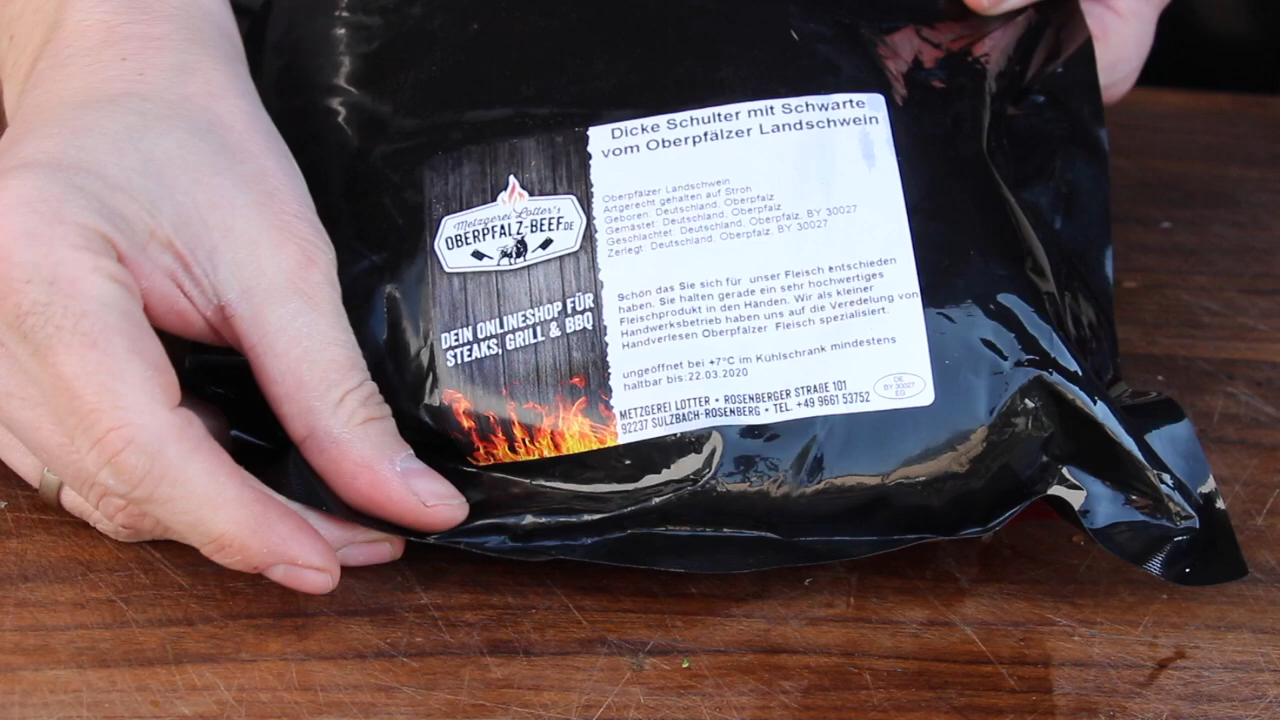 Metzgerei Lotter's
OBERPFALZ-BEEF.DE
DEIN ONLINESHOP FÜR
STEAKS, GRILL & BBQ
Dicke Schulter mit Schwarte
vom Oberpfälzer Landschwein
Oberpfälzer Landschwein
Artgerecht gehalten auf Stroh
Geboren: Deutschland, Oberpfalz
Gemästet: Deutschland, Oberpfalz
Geschlachtet: Deutschland, Oberpfalz, BY 30027
Zerlegt: Deutschland, Oberpfalz, BY 30027
Schön das Sie sich für unser Fleisch entschieden
haben. Sie halten gerade ein sehr hochwertiges
Fleischprodukt in den Händen. Wir als kleiner
Handwerksbetrieb haben uns auf die Veredelung von
Handverlesen Oberpfälzer Fleisch spezialisiert.
ungeöffnet bei +7°C im Kühlschrank mindestens
haltbar bis:22.03.2020
METZGEREI LOTTER • ROSENBERGER STRAßE 101
92237 SULZBACH-ROSENBERG • TEL. +49 9661 53752
DE
BY 30027
EG